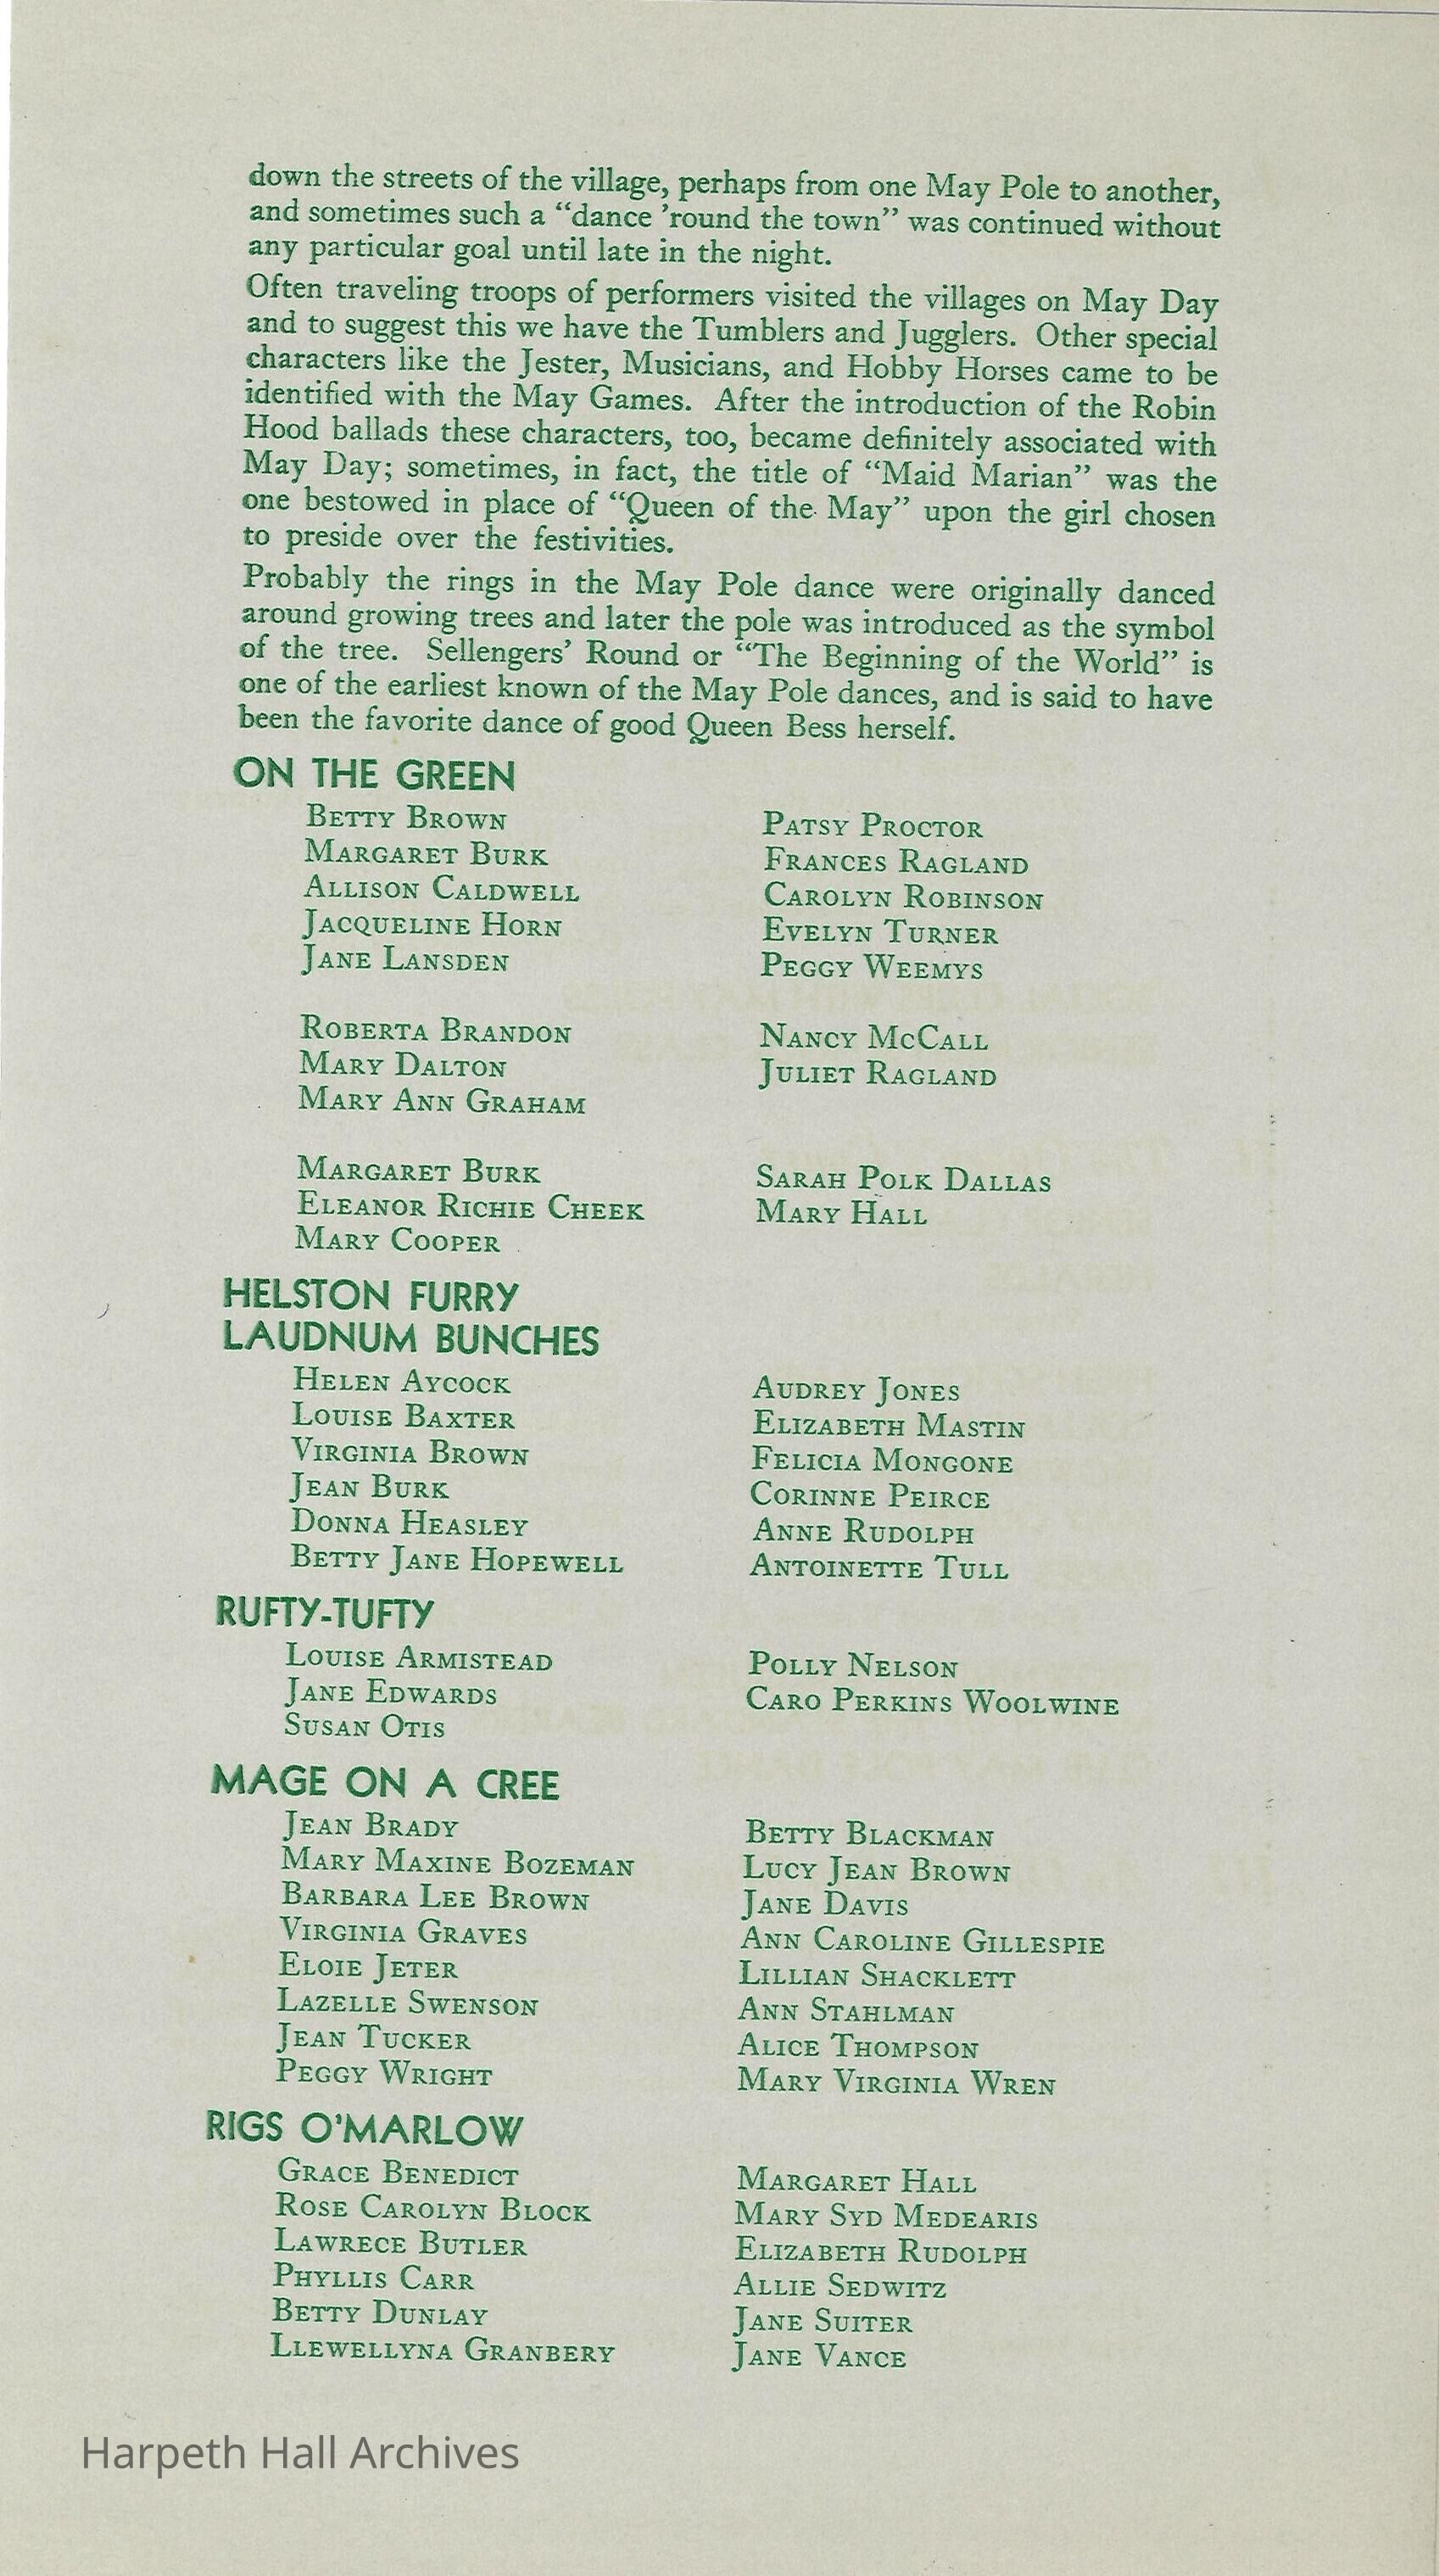 down the streets of the village, perhaps from one May Pole to another,
and sometimes such a “dance ’round the town” was continued without
any particular goal until late in the night.
Often traveling troops of performers visited the villages on May Day
and to suggest this we have the Tumblers and Jugglers. Other special
characters like the Jester, Musicians, and Hobby Horses came to be
identified with the May Games. After the introduction of the Robin
Hood ballads these characters, too, became definitely associated with
May Day; sometimes, in fact, the title of “Maid Marian” was the
one bestowed in place of “Queen of the May” upon the girl chosen
to preside over the festivities.
Probably the rings in the May Pole dance were originally danced
around growing trees and later the pole was introduced as the symbol
of the tree. Sellengers’ Round or “The Beginning of the World” is
one of the earliest known of the May Pole dances, and is said to have
been the favorite dance of good Queen Bess herself.
ON THE GREEN
BETTY BROWN
MARGARET BURK
ALLISON CALDWELL
JACQUELINE HORN
JANE LANSDEN
PATSY PROCTOR
FRANCES RAGLAND
CAROLYN ROBINSON
EVELYN TURNER
PEGGY WEEMYS
ROBERTA BRANDON
MARY DALTON
MARY ANN GRAHAM
NANCY MCCALL
JULIET RAGLAND
MARGARET BURK
ELEANOR RICHIE CHEEK
MARY COOPER
SARAH POLK DALLAS
MARY HALL
HELSTON FURRY
LAUDNUM BUNCHES
HELEN AYCOCK
LOUISE BAXTER
VIRGINIA BROWN
JEAN BURK
DONNA HEASLEY
BETTY JANE HOPEWELL
AUDREY JONES
ELIZABETH MASTIN
FELICIA MONGONE
CORINNE PEIRCE
ANNE RUDOLPH
ANTOINETTE TULL
RUFTY-TUFTY
LOUISE ARMISTEAD
JANE EDWARDS
SUSAN OTIS
POLLY NELSON
CARO PERKINS WOOLWINE
MAGE ON A CREE
JEAN BRADY
MARY MAXINE BOZEMAN
BARBARA LEE BROWN
VIRGINIA GRAVES
ELOIE JETER
LAZELLE SWENSON
JEAN TUCKER
PEGGY WRIGHT
BETTY BLACKMAN
LUCY JEAN BROWN
JANE DAVIS
ANN CAROLINE GILLESPIE
LILLIAN SHACKLETT
ANN STAHLMAN
ALICE THOMPSON
MARY VIRGINIA WREN
RIGS O’MARLOW
GRACE BENEDICT
ROSE CAROLYN BLOCK
LAWRECE BUTLER
PHYLLIS CARR
BETTY DUNLAY
LLEWELLYNA GRANBERY
MARGARET HALL
MARY SYD MEDEARIS
ELIZABETH RUDOLPH
ALLIE SEDWITZ
JANE SUITER
JANE VANCE
Harpeth Hall Archives